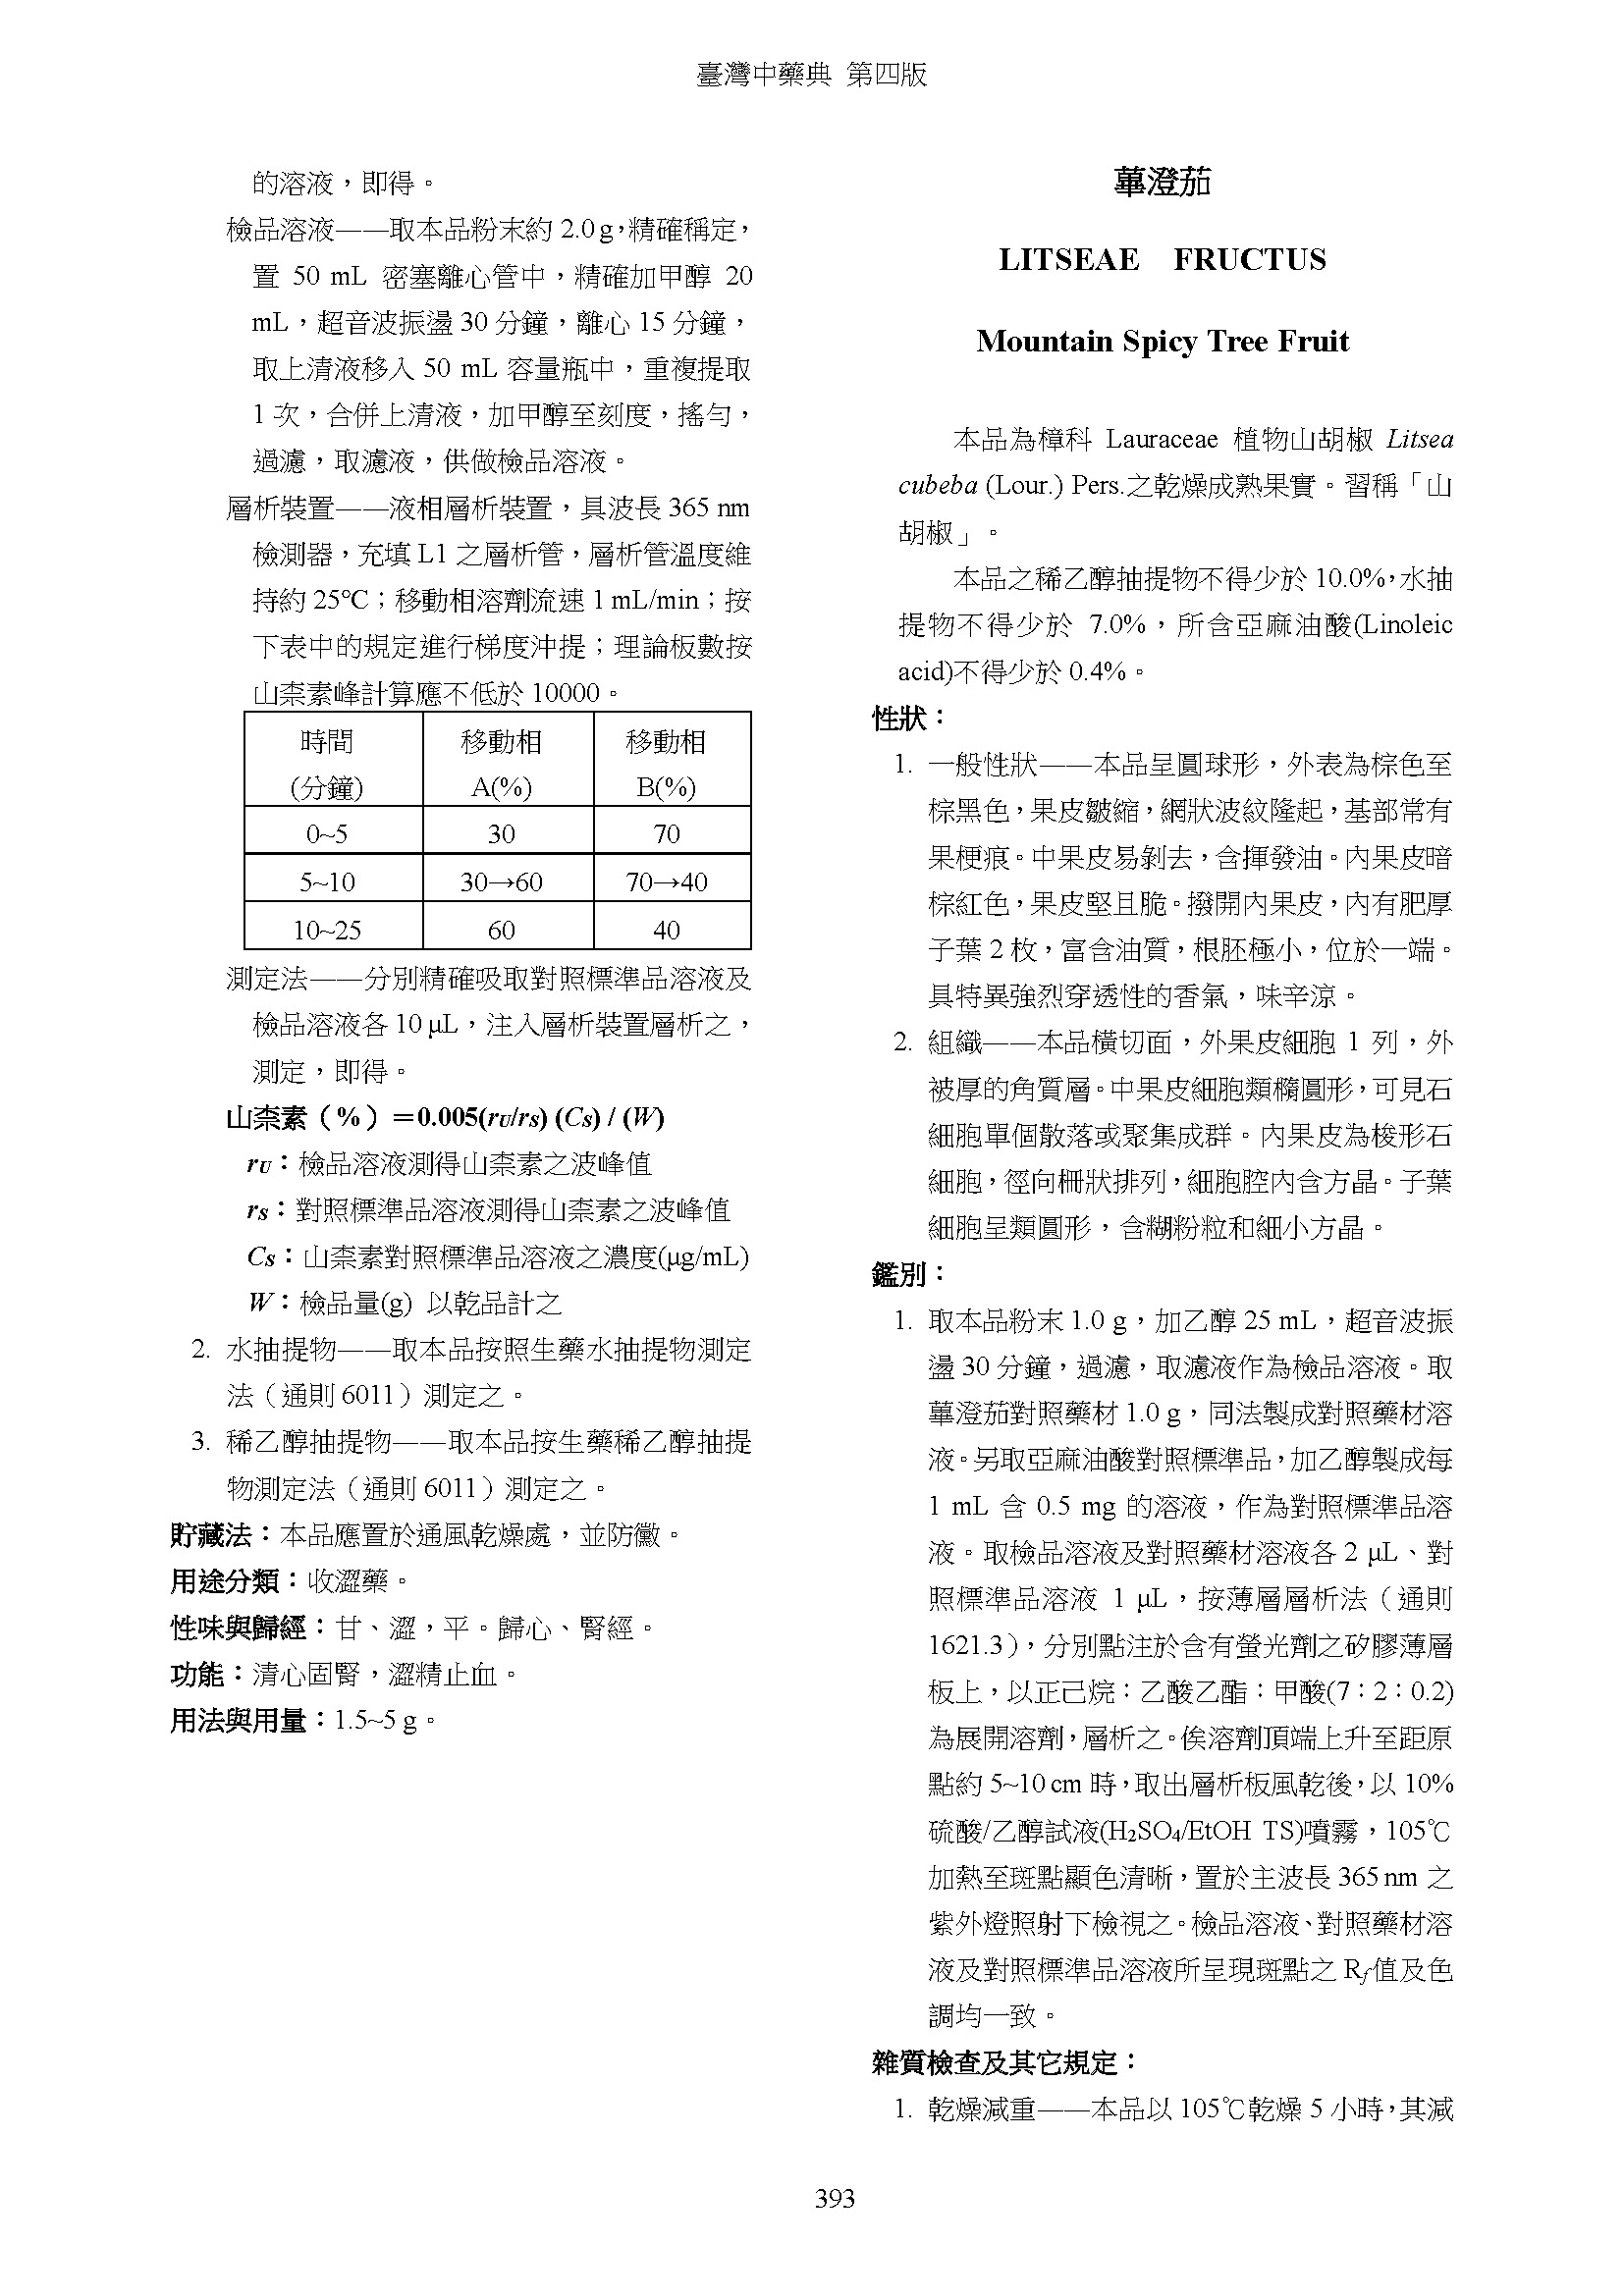 臺灣中藥典 第四版
的溶液，即得。
檢品溶液——取本品粉末約 2.0 g，精確稱定，
置 50 mL 密塞離心管中，精確加甲醇 20
mL，超音波振盪 30 分鐘，離心 15 分鐘，
取上清液移入 50 mL 容量瓶中，重複提取
1 次，合併上清液，加甲醇至刻度，搖勻，
過濾，取濾液，供做檢品溶液。
層析裝置——液相層析裝置，具波長 365 nm
檢測器，充填 L1 之層析管，層析管溫度維
持約 25°C；移動相溶劑流速 1 mL/min；按
下表中的規定進行梯度沖提；理論板數按
山柰素峰計算應不低於 10000。
時間 移動相 移動相
(分鐘) A(%) B(%)
0~5 30 70
5~10 30→60 70→40
10~25 60 40
測定法——分別精確吸取對照標準品溶液及
檢品溶液各 10 μL，注入層析裝置層析之，
測定，即得。
山柰素（%）＝0.005(rU/rS) (CS) / (W)
rU：檢品溶液測得山柰素之波峰值
rS：對照標準品溶液測得山柰素之波峰值
CS：山柰素對照標準品溶液之濃度(μg/mL)
W：檢品量(g) 以乾品計之
2. 水抽提物——取本品按照生藥水抽提物測定
法（通則 6011）測定之。
3. 稀乙醇抽提物——取本品按生藥稀乙醇抽提
物測定法（通則 6011）測定之。
貯藏法：本品應置於通風乾燥處，並防黴。
用途分類：收澀藥。
性味與歸經：甘、澀，平。歸心、腎經。
功能：清心固腎，澀精止血。
用法與用量：1.5~5 g。
蓽澄茄
LITSEAE FRUCTUS
Mountain Spicy Tree Fruit
本品為樟科 Lauraceae 植物山胡椒 Litsea
cubeba (Lour.) Pers.之乾燥成熟果實。習稱「山
胡椒」。
本品之稀乙醇抽提物不得少於 10.0%，水抽
提物不得少於 7.0%，所含亞麻油酸(Linoleic
acid)不得少於 0.4%。
性狀：
1. 一般性狀——本品呈圓球形，外表為棕色至
棕黑色，果皮皺縮，網狀波紋隆起，基部常有
果梗痕。中果皮易剝去，含揮發油。內果皮暗
棕紅色，果皮堅且脆。撥開內果皮，內有肥厚
子葉 2 枚，富含油質，根胚極小，位於一端。
具特異強烈穿透性的香氣，味辛涼。
2. 組織——本品橫切面，外果皮細胞 1 列，外
被厚的角質層。中果皮細胞類橢圓形，可見石
細胞單個散落或聚集成群。內果皮為梭形石
細胞，徑向柵狀排列，細胞腔內含方晶。子葉
細胞呈類圓形，含糊粉粒和細小方晶。
鑑別：
1. 取本品粉末 1.0 g，加乙醇 25 mL，超音波振
盪 30 分鐘，過濾，取濾液作為檢品溶液。取
蓽澄茄對照藥材 1.0 g，同法製成對照藥材溶
液。另取亞麻油酸對照標準品，加乙醇製成每
1 mL 含 0.5 mg 的溶液，作為對照標準品溶
液。取檢品溶液及對照藥材溶液各 2 μL、對
照標準品溶液 1 μL，按薄層層析法（通則
1621.3），分別點注於含有螢光劑之矽膠薄層
板上，以正己烷：乙酸乙酯：甲酸(7：2：0.2)
為展開溶劑，層析之。俟溶劑頂端上升至距原
點約 5~10 cm 時，取出層析板風乾後，以 10%
硫酸/乙醇試液(H₂SO₄/EtOH TS)噴霧，105℃
加熱至斑點顯色清晰，置於主波長 365 nm 之
紫外燈照射下檢視之。檢品溶液、對照藥材溶
液及對照標準品溶液所呈現斑點之 Rf值及色
調均一致。
雜質檢查及其它規定：
1. 乾燥減重——本品以 105℃乾燥 5 小時，其減
393